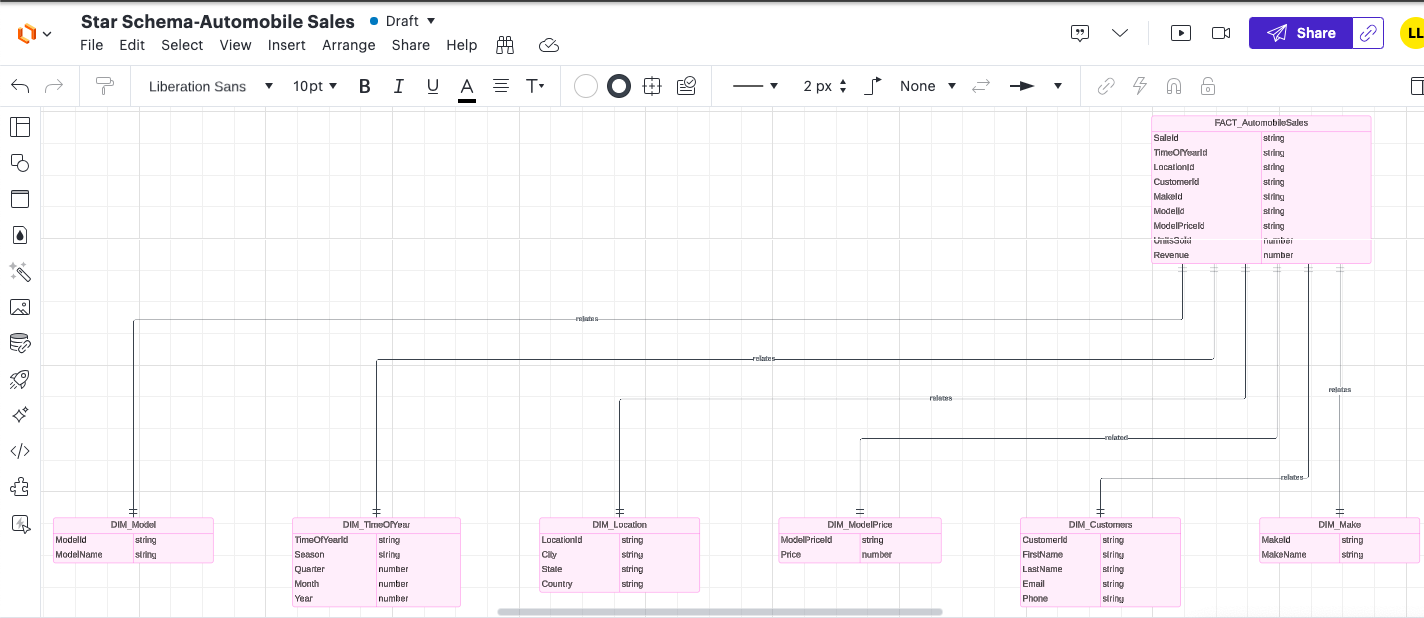 Star Schema-Automobile Sales Draft
File Edit Select View Insert Arrange Share Help
Share
LL
Liberation Sans 10pt B I U A T 2 px None
FACT_AutomobileSales
SaleId string
TimeOfYearId string
LocationId string
CustomerId string
MakeId string
ModelId string
ModelPriceId string
UnitsSold number
Revenue number
relates
relates
relates
relates
related
relates
DIM_Model
ModelId string
ModelName string
DIM_TimeOfYear
TimeOfYearId string
Season string
Quarter number
Month number
Year number
DIM_Location
LocationId string
City string
State string
Country string
DIM_ModelPrice
ModelPriceId string
Price number
DIM_Customers
CustomerId string
FirstName string
LastName string
Email string
Phone string
DIM_Make
MakeId string
MakeName string